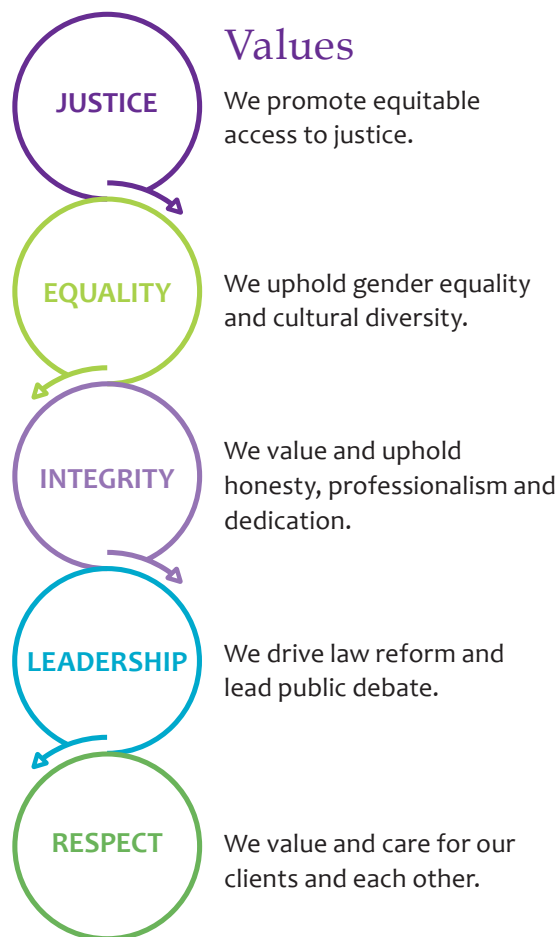 Values
JUSTICE
We promote equitable
access to justice.
EQUALITY
We uphold gender equality
and cultural diversity.
INTEGRITY
We value and uphold
honesty, professionalism and
dedication.
LEADERSHIP
We drive law reform and
lead public debate.
RESPECT
We value and care for our
clients and each other.